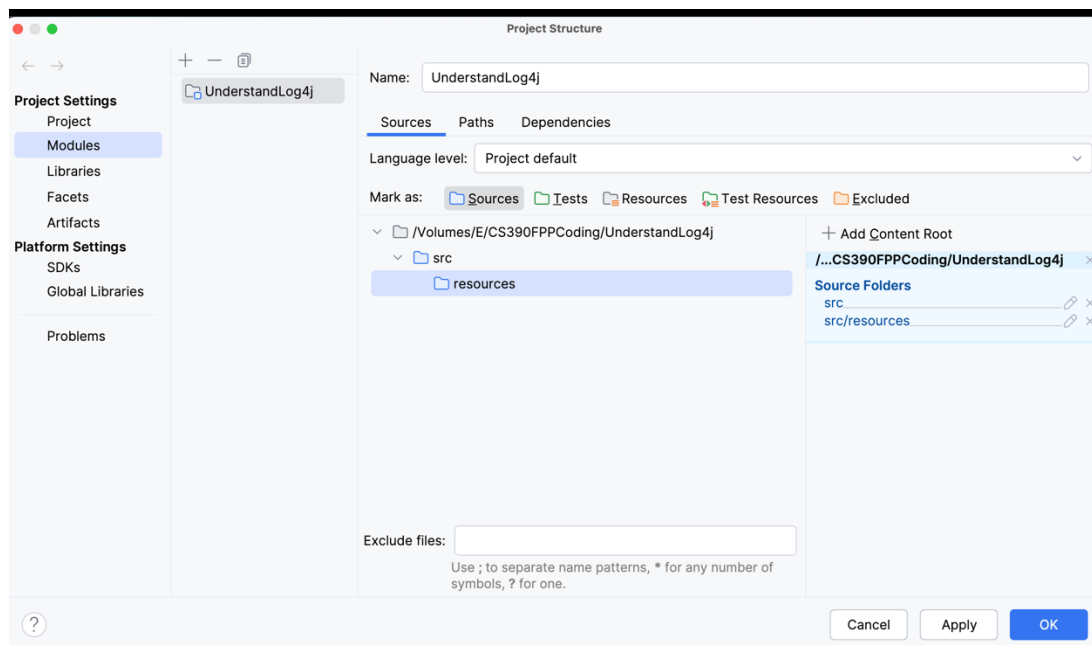 Project Structure
Project Settings
Project
Modules
Libraries
Facets
Artifacts
Platform Settings
SDKs
Global Libraries
Problems
UnderstandLog4j
Name: UnderstandLog4j
Sources Paths Dependencies
Language level: Project default
Mark as: Sources Tests Resources Test Resources Excluded
/Volumes/E/CS390FPPCoding/UnderstandLog4j
src
resources
Add Content Root
/...CS390FPPCoding/UnderstandLog4j
Source Folders
src
src/resources
Exclude files:
Use ; to separate name patterns, * for any number of
symbols, ? for one.
?
Cancel Apply OK